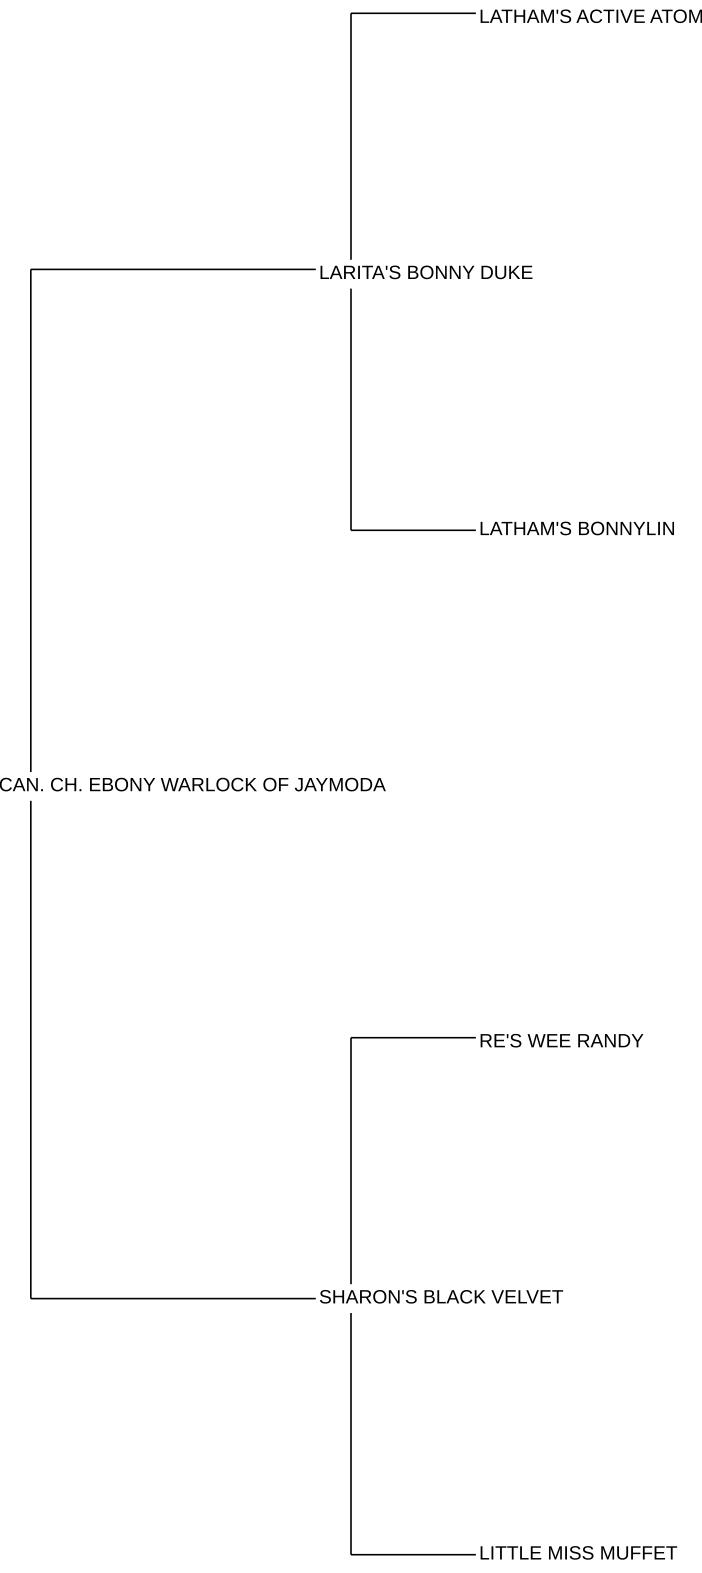 LATHAM'S ACTIVE ATOM
LARITA'S BONNY DUKE
LATHAM'S BONNYLIN
CAN. CH. EBONY WARLOCK OF JAYMODA
RE'S WEE RANDY
SHARON'S BLACK VELVET
LITTLE MISS MUFFET